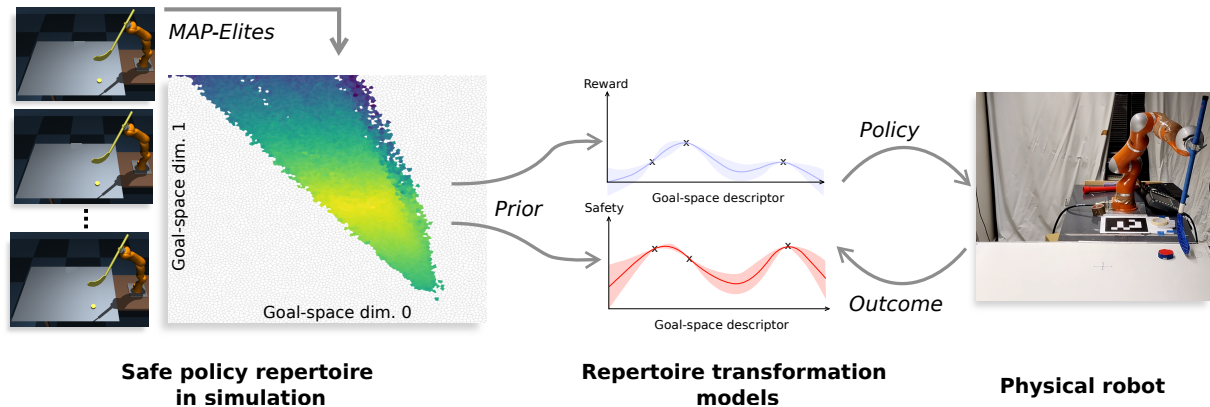 MAP-Elites
Goal-space dim. 1
Goal-space dim. 0
Prior
Reward
Goal-space descriptor
Safety
Goal-space descriptor
Policy
Outcome
Safe policy repertoire
in simulation
Repertoire transformation
models
Physical robot